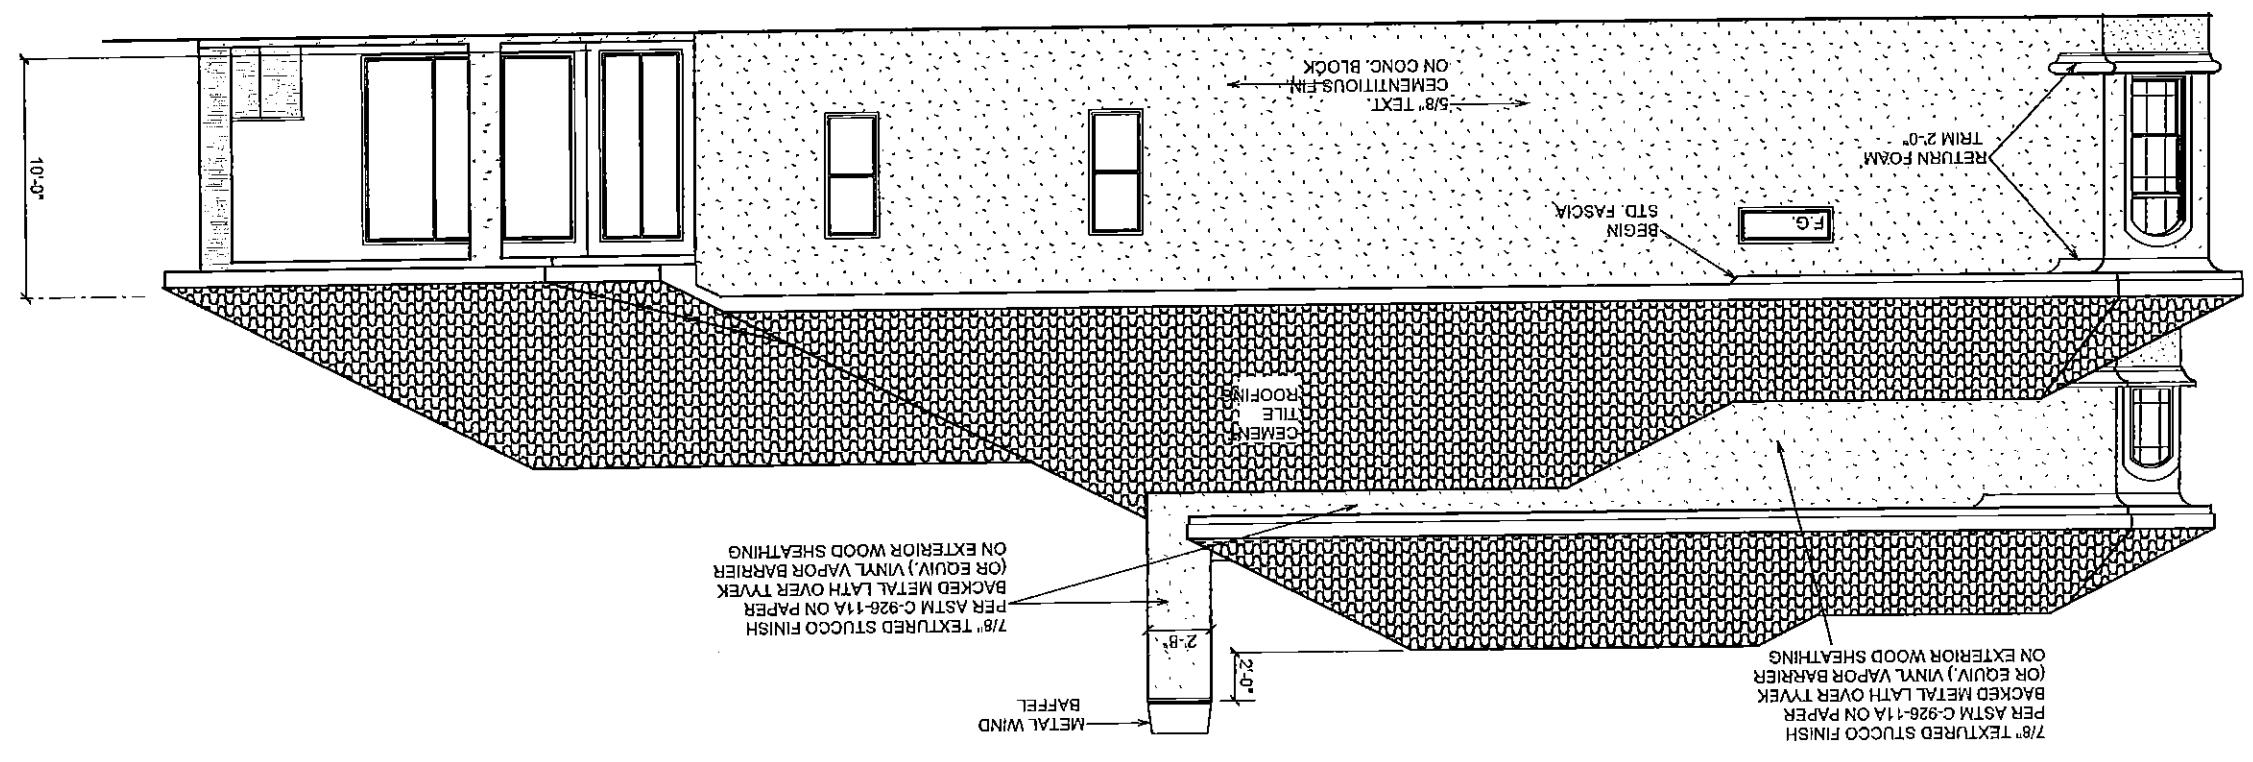 7/8" TEXTURED STUCCO FINISH
PER ASTM C-926-11A ON PAPER
BACKED METAL LATH OVER TYVEK
(OR EQUIV.) VINYL VAPOR BARRIER
ON EXTERIOR WOOD SHEATHING
METAL WIND
BAFFEL
2'-0"
2'-8"
7/8" TEXTURED STUCCO FINISH
PER ASTM C-926-11A ON PAPER
BACKED METAL LATH OVER TYVEK
(OR EQUIV.) VINYL VAPOR BARRIER
ON EXTERIOR WOOD SHEATHING
CEMENT
TILE
ROOFING
BEGIN
STD. FASCIA
F.G.
RETURN FOAM
TRIM 2'-0"
5/8" TEXT.
CEMENTITIOUS FIN
ON CONC. BLOCK
10'-0"